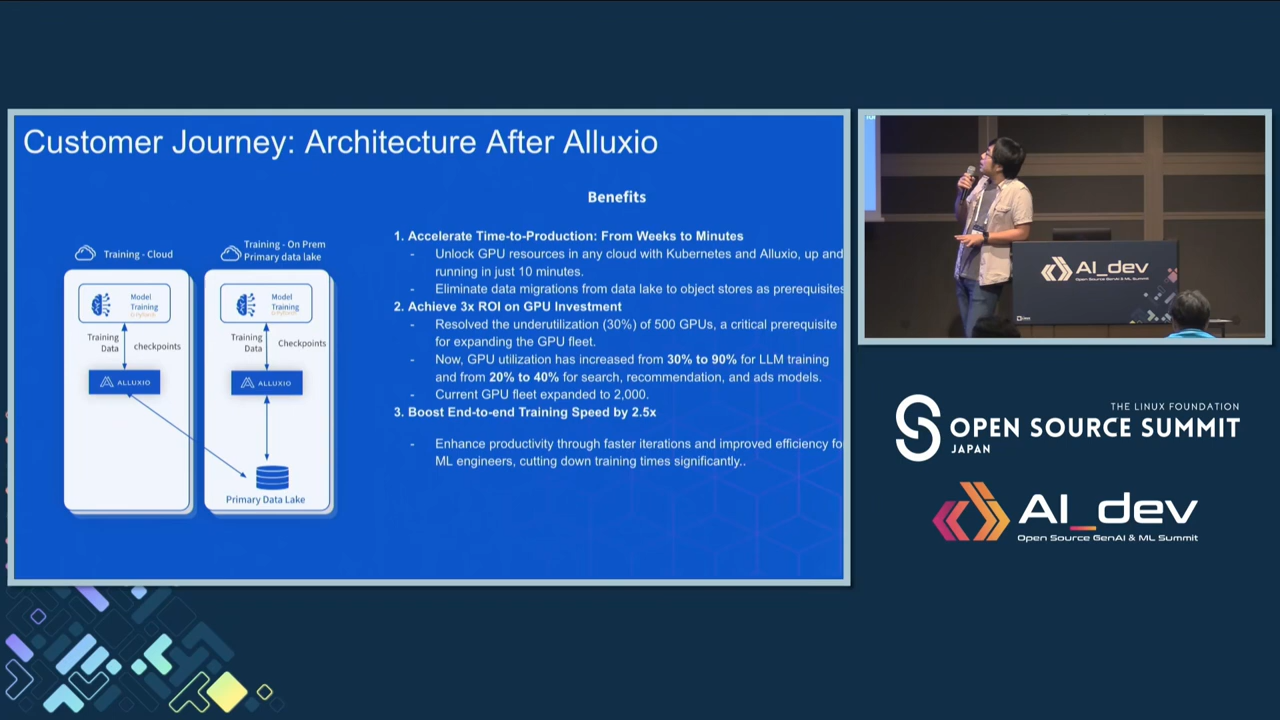 Customer Journey: Architecture After Alluxio
Benefits
1. Accelerate Time-to-Production: From Weeks to Minutes
- Unlock GPU resources in any cloud with Kubernetes and Alluxio, up and
running in just 10 minutes.
Eliminate data migrations from data lake to object stores as prerequisites
2. Achieve 3x ROI on GPU Investment
- Resolved the underutilization (30%) of 500 GPUs, a critical prerequisite
for expanding the GPU fleet.
- Now, GPU utilization has increased from 30% to 90% for LLM training
and from 20% to 40% for search, recommendation, and ads models.
- Current GPU fleet expanded to 2,000.
3. Boost End-to-end Training Speed by 2.5x
- Enhance productivity through faster iterations and improved efficiency fo
ML engineers, cutting down training times significantly..
Training - Cloud
Model
Training
Training
Data
checkpoints
ALLUXIO
Training - On Prem
Primary data lake
Model
Training
Training
Data
Checkpoints
ALLUXIO
Primary Data Lake
AI_dev
Open Source GenAI & ML Summit
THE LINUX FOUNDATION
OPEN SOURCE SUMMIT
JAPAN
AI_dev
Open Source GenAI & ML Summit